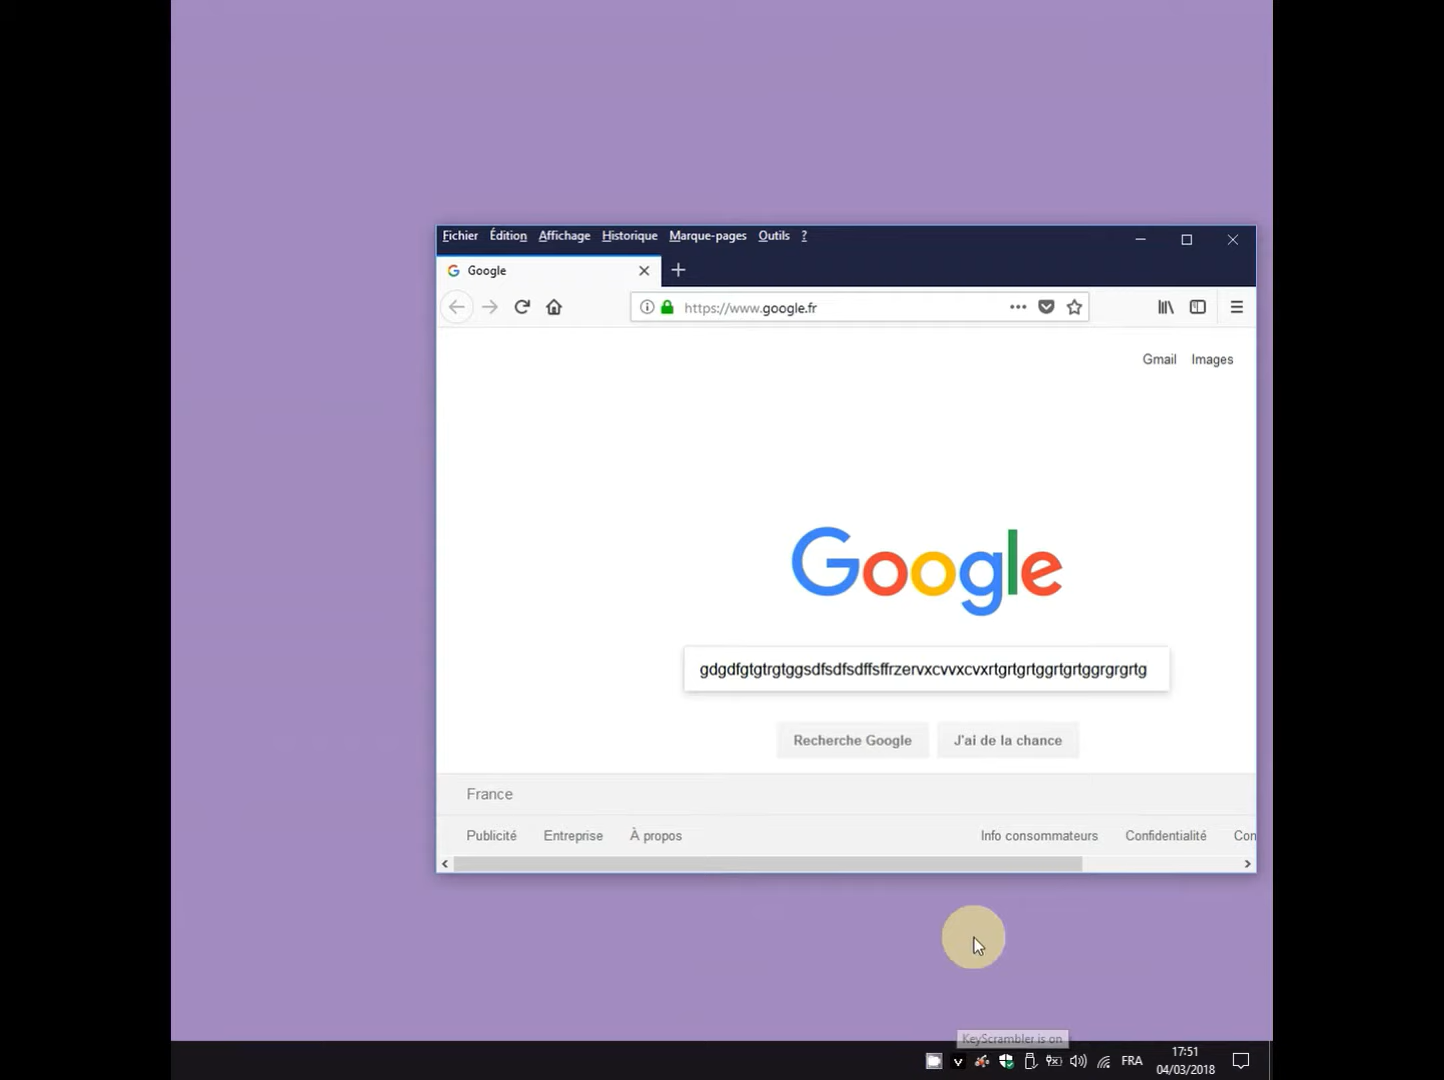 Fichier Édition Affichage Historique Marque-pages Outils ?
Google
https://www.google.fr
Gmail Images
Google
gdgdfgtgtrgtggsdfsdfsdffsffrzervxcvvxcvxrtgrtgrtggrtgrtggrgrgrtg
Recherche Google J'ai de la chance
France
Publicité Entreprise À propos Info consommateurs Confidentialité Con
KeyScrambler is on
FRA
17:51
04/03/2018